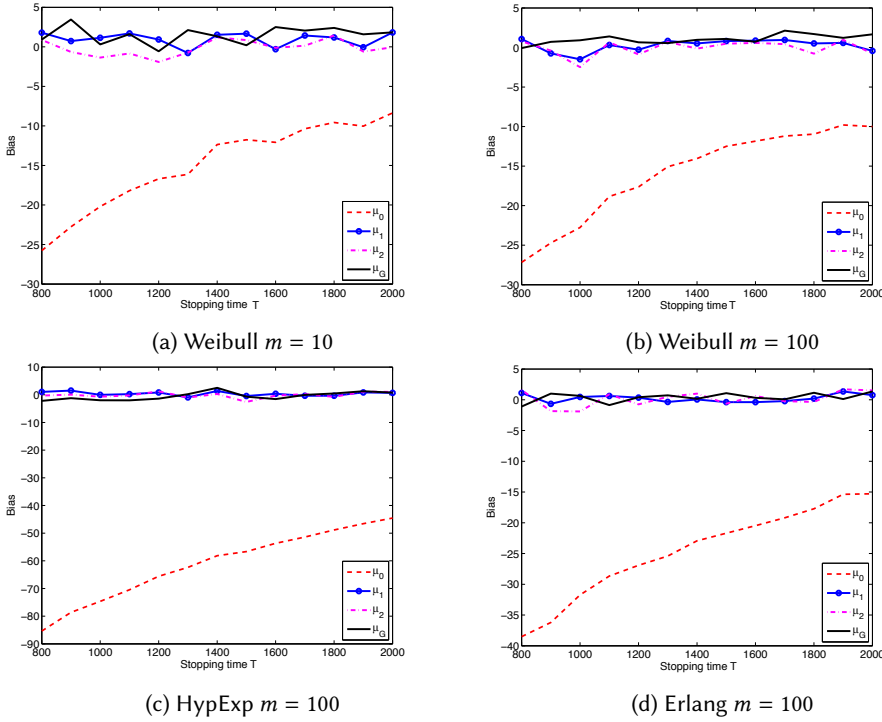 5
0
−5
−10
−15
−20
−25
−30
Bias
800 1000 1200 1400 1600 1800 2000
Stopping time T
μ0
μ1
μ2
μG
(a) Weibull m = 10
5
0
−5
−10
−15
−20
−25
−30
Bias
800 1000 1200 1400 1600 1800 2000
Stopping time T
μ0
μ1
μ2
μG
(b) Weibull m = 100
10
0
−10
−20
−30
−40
−50
−60
−70
−80
−90
Bias
800 1000 1200 1400 1600 1800 2000
Stopping time T
μ0
μ1
μ2
μG
(c) HypExp m = 100
5
0
−5
−10
−15
−20
−25
−30
−35
−40
Bias
800 1000 1200 1400 1600 1800 2000
Stopping time T
μ0
μ1
μ2
μG
(d) Erlang m = 100